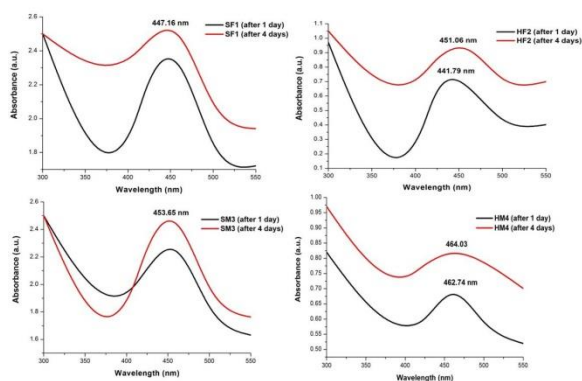 447.16 nm
SF1 (after 1 day)
SF1 (after 4 days)
2.6
2.4
2.2
2.0
1.8
300
350
400
450
500
550
Absorbance (a.u.)
Wavelength (nm)
451.06 nm
441.79 nm
HF2 (after 1 day)
HF2 (after 4 days)
1.1
1.0
0.9
0.8
0.7
0.6
0.5
0.4
0.3
0.2
0.1
300
350
400
450
500
550
Absorbance (a.u.)
Wavelength (nm)
453.65 nm
SM3 (after 1 day)
SM3 (after 4 days)
2.6
2.4
2.2
2.0
1.8
1.6
300
350
400
450
500
550
Absorbance (a.u.)
Wavelength (nm)
464.03
462.74 nm
HM4 (after 1 day)
HM4 (after 4 days)
1.00
0.95
0.90
0.85
0.80
0.75
0.70
0.65
0.60
0.55
0.50
300
350
400
450
500
550
Absorbance (a.u.)
Wavelength (nm)